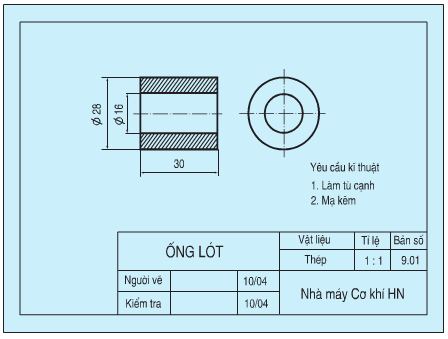 Ø 28
Ø 16
30
Yêu cầu kĩ thuật
1. Làm tù cạnh
2. Mạ kẽm
ỐNG LÓT
Vật liệu
Tỉ lệ
Bản số
Thép
1 : 1
9.01
Người vẽ
10/04
Kiểm tra
10/04
Nhà máy Cơ khí HN